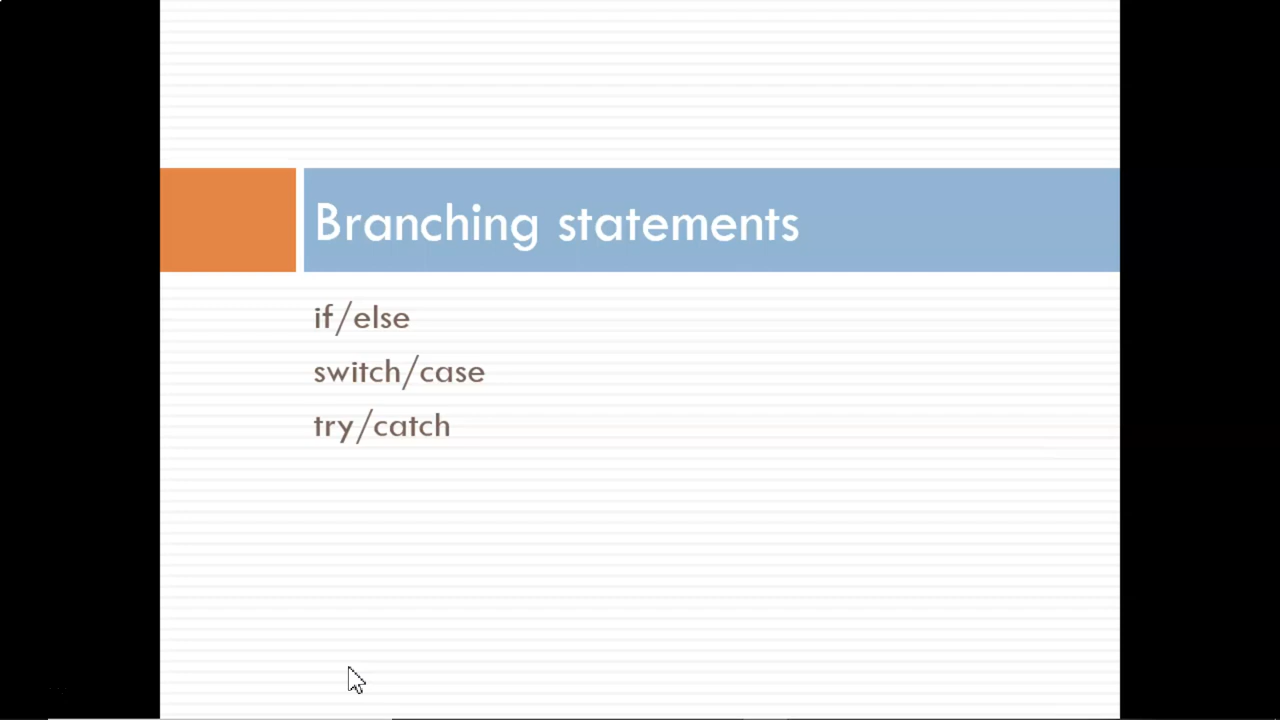 Branching statements
if/else
switch/case
try/catch